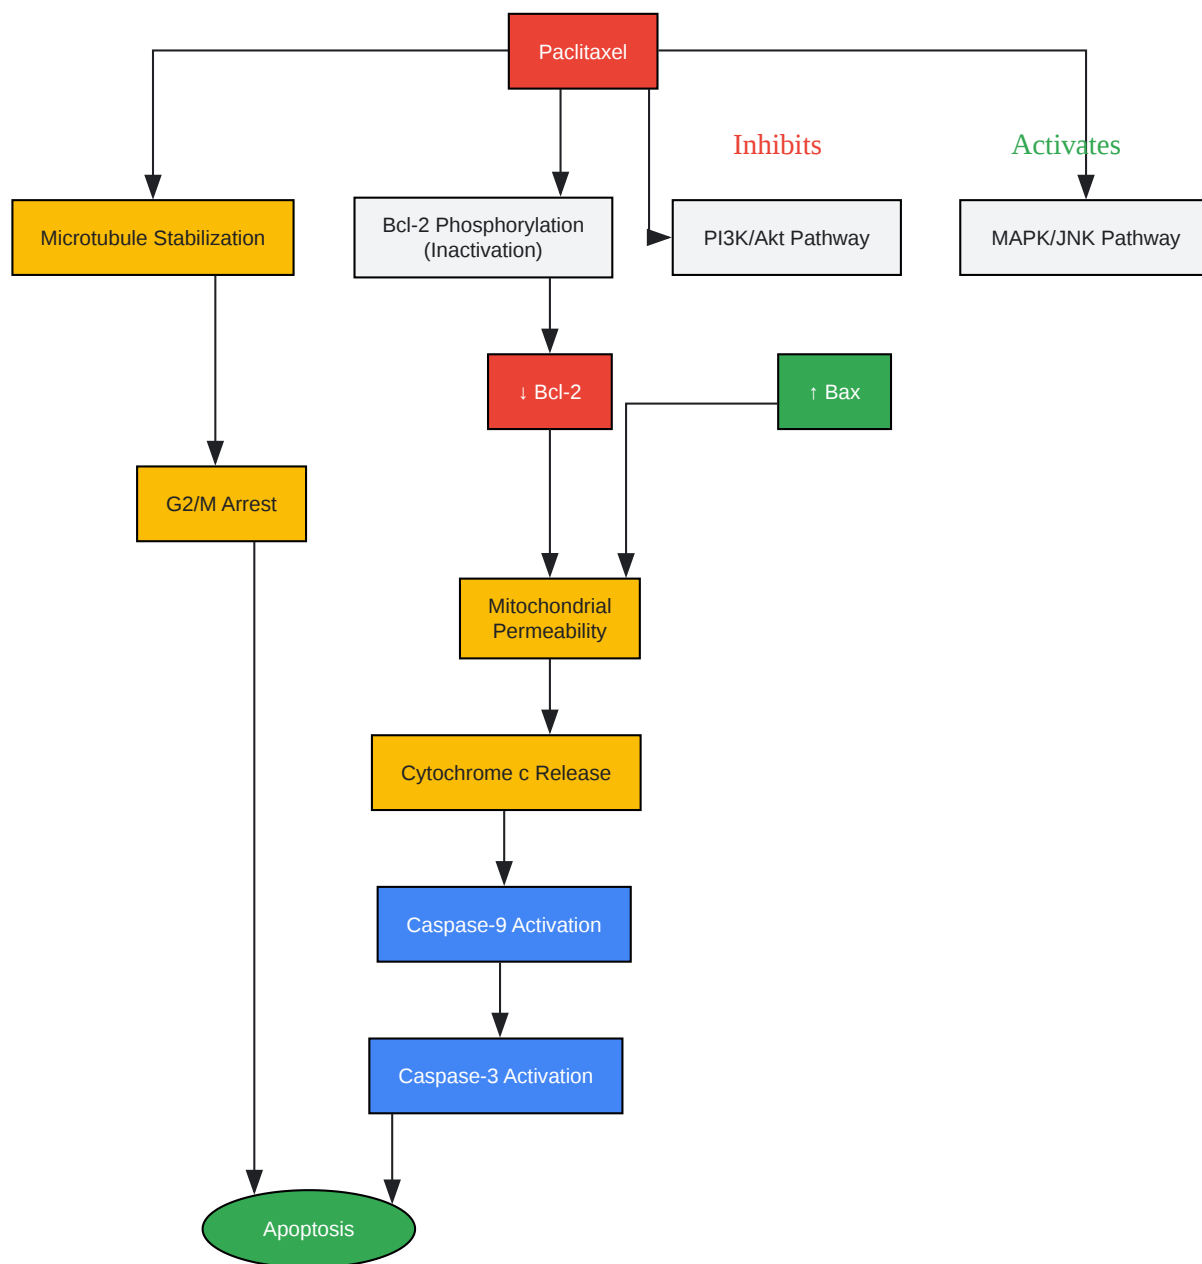 Paclitaxel
Inhibits
Activates
Microtubule Stabilization
Bcl-2 Phosphorylation
(Inactivation)
PI3K/Akt Pathway
MAPK/JNK Pathway
↓ Bcl-2
↑ Bax
G2/M Arrest
Mitochondrial
Permeability
Cytochrome c Release
Caspase-9 Activation
Caspase-3 Activation
Apoptosis